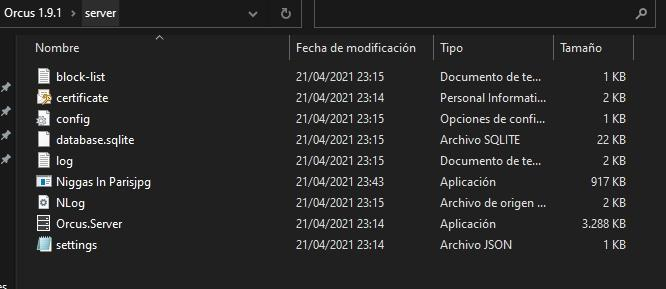 Orcus 1.9.1 > server
Nombre Fecha de modificación Tipo Tamaño
block-list 21/04/2021 23:15 Documento de te... 1 KB
certificate 21/04/2021 23:14 Personal Informati... 2 KB
config 21/04/2021 23:15 Opciones de confi... 1 KB
database.sqlite 21/04/2021 23:15 Archivo SQLITE 22 KB
log 21/04/2021 23:15 Documento de te... 2 KB
Niggas In Parisjpg 21/04/2021 23:43 Aplicación 917 KB
NLog 21/04/2021 23:15 Archivo de origen ... 2 KB
Orcus.Server 21/04/2021 23:14 Aplicación 3.288 KB
settings 21/04/2021 23:14 Archivo JSON 1 KB